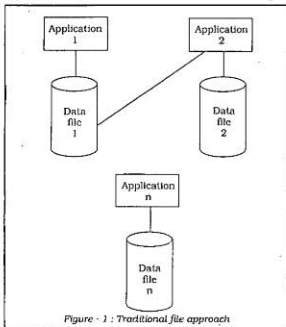 Application
1
Application
2
Data
file
1
Data
file
2
Application
n
Data
file
n
Figure - 1 : Traditional file approach